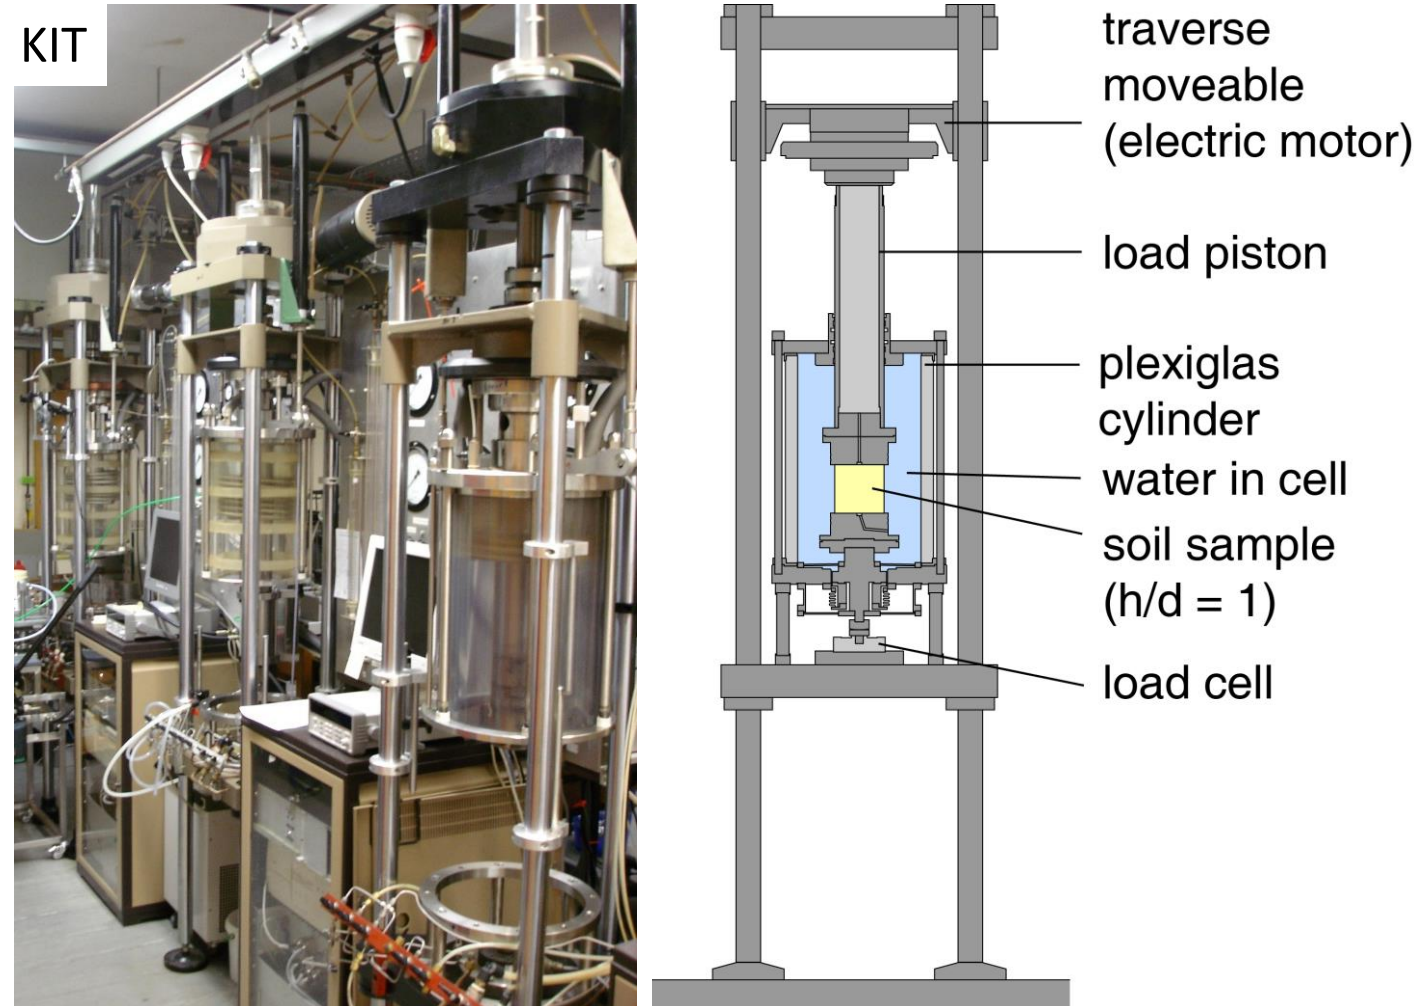 KIT
traverse
moveable
(electric motor)
load piston
plexiglas
cylinder
water in cell
soil sample
(h/d = 1)
load cell